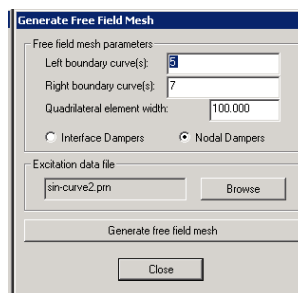 Generate Free Field Mesh
Free field mesh parameters
Left boundary curve(s): 5
Right boundary curve(s): 7
Quadrilateral element width: 100.000
Interface Dampers Nodal Dampers
Excitation data file
sin-curve2.prn Browse
Generate free field mesh
Close